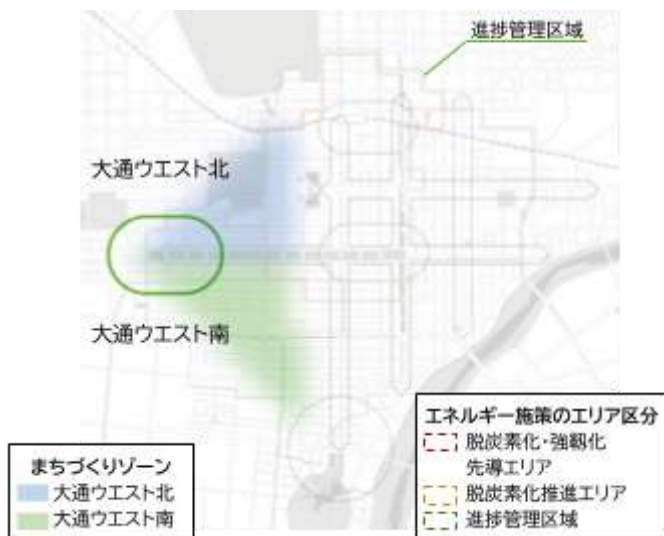 進捗管理区域
大通ウエスト北
大通ウエスト南
まちづくりゾーン
大通ウエスト北
大通ウエスト南
エネルギー施策のエリア区分
脱炭素化・強靱化
先導エリア
脱炭素化推進エリア
進捗管理区域